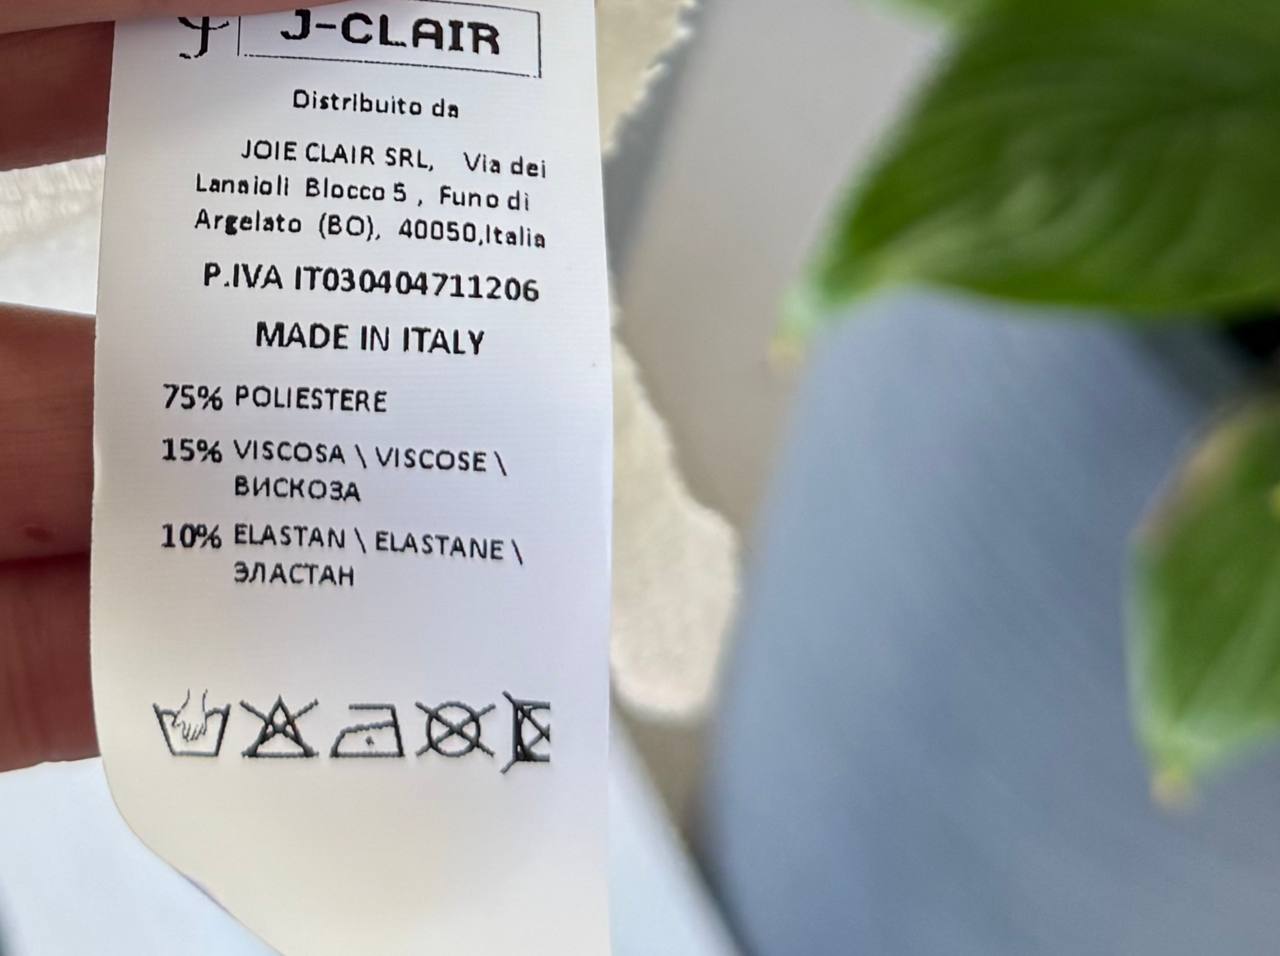 J-CLAIR
Distribuito da
JOIE CLAIR SRL, Via dei
Lanaioli Blocco 5 , Funo di
Argelato (BO), 40050,Italia
P.IVA IT030404711206
MADE IN ITALY
75% POLIESTERE
15% VISCOSA \ VISCOSE \
ВИСКОЗА
10% ELASTAN \ ELASTANE \
ЭЛАСТАН